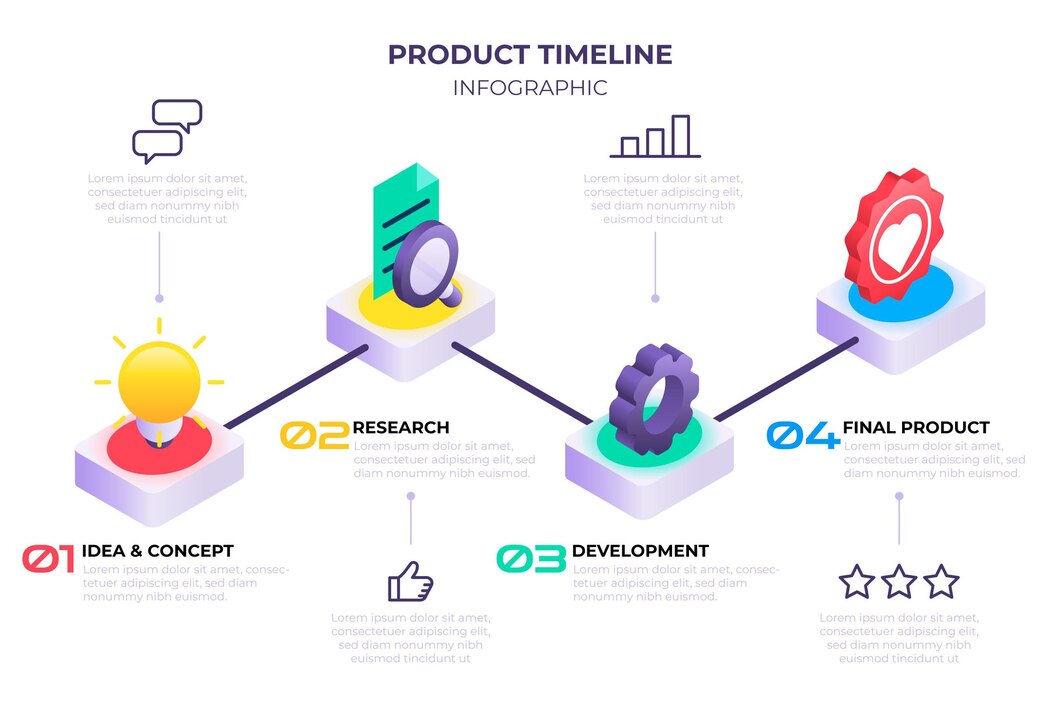 PRODUCT TIMELINE
INFOGRAPHIC
Lorem ipsum dolor sit amet,
consectetuer adipiscing elit,
sed diam nonummy nibh
euismod tincidunt ut
Lorem ipsum dolor sit amet,
consectetuer adipiscing elit,
sed diam nonummy nibh
euismod tincidunt ut
01 IDEA & CONCEPT
Lorem ipsum dolor sit amet, consec-
tetuer adipiscing elit, sed diam
nonummy nibh euismod.
02 RESEARCH
Lorem ipsum dolor sit amet,
consectetuer adipiscing elit, sed
diam nonummy nibh euismod.
03 DEVELOPMENT
Lorem ipsum dolor sit amet, consec-
tetuer adipiscing elit, sed diam
nonummy nibh euismod.
04 FINAL PRODUCT
Lorem ipsum dolor sit amet,
consectetuer adipiscing elit, sed
diam nonummy nibh euismod.
Lorem ipsum dolor sit amet,
consectetuer adipiscing elit,
sed diam nonummy nibh
euismod tincidunt ut
Lorem ipsum dolor sit amet,
consectetuer adipiscing elit,
sed diam nonummy nibh
euismod tincidunt ut